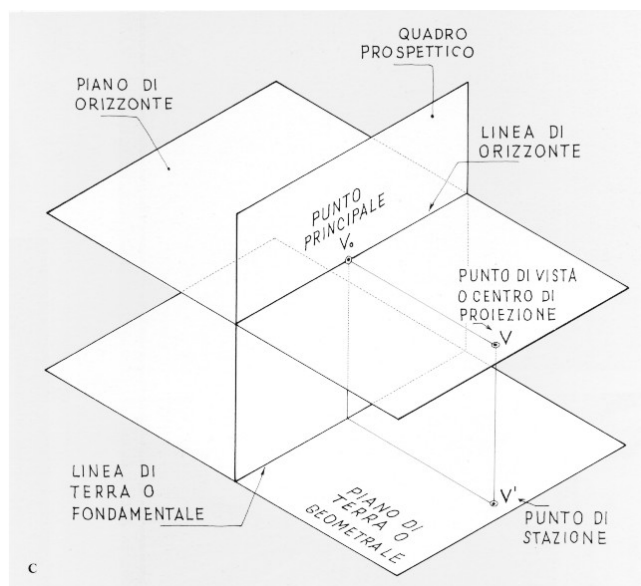 QUADRO
PROSPETTICO
PIANO DI
ORIZZONTE
LINEA DI
ORIZZONTE
PUNTO
PRINCIPALE
V₀
PUNTO DI VISTA
O CENTRO DI
PROIEZIONE
V
LINEA DI
TERRA O
FONDAMENTALE
PIANO DI
TERRA O
GEOMETRALE
V'
PUNTO DI
STAZIONE
C